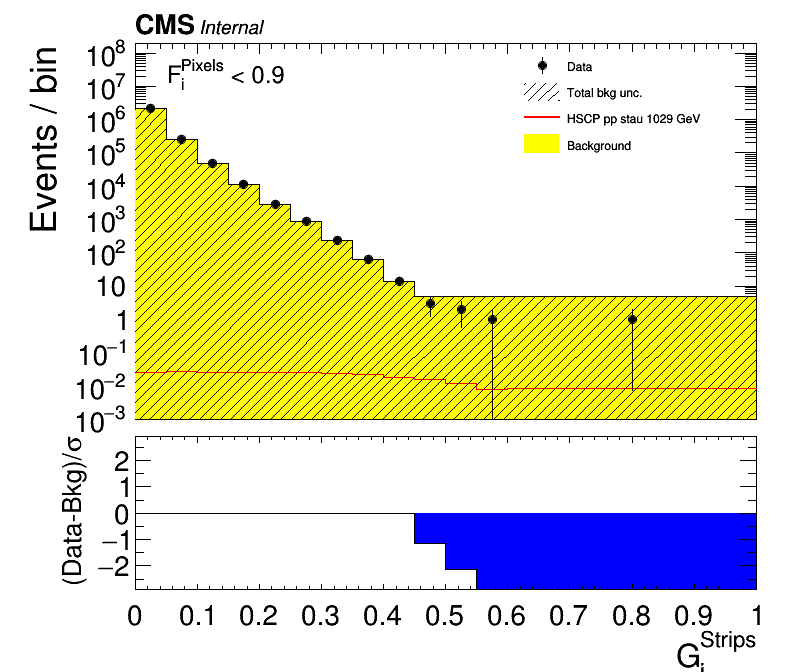 CMS Internal
F_i^Pixels < 0.9
Data
Total bkg unc.
HSCP pp stau 1029 GeV
Background
Events / bin
10^8
10^7
10^6
10^5
10^4
10^3
10^2
10
1
10^−1
10^−2
10^−3
(Data-Bkg)/σ
2
1
0
−1
−2
0 0.1 0.2 0.3 0.4 0.5 0.6 0.7 0.8 0.9 1
G_i^Strips